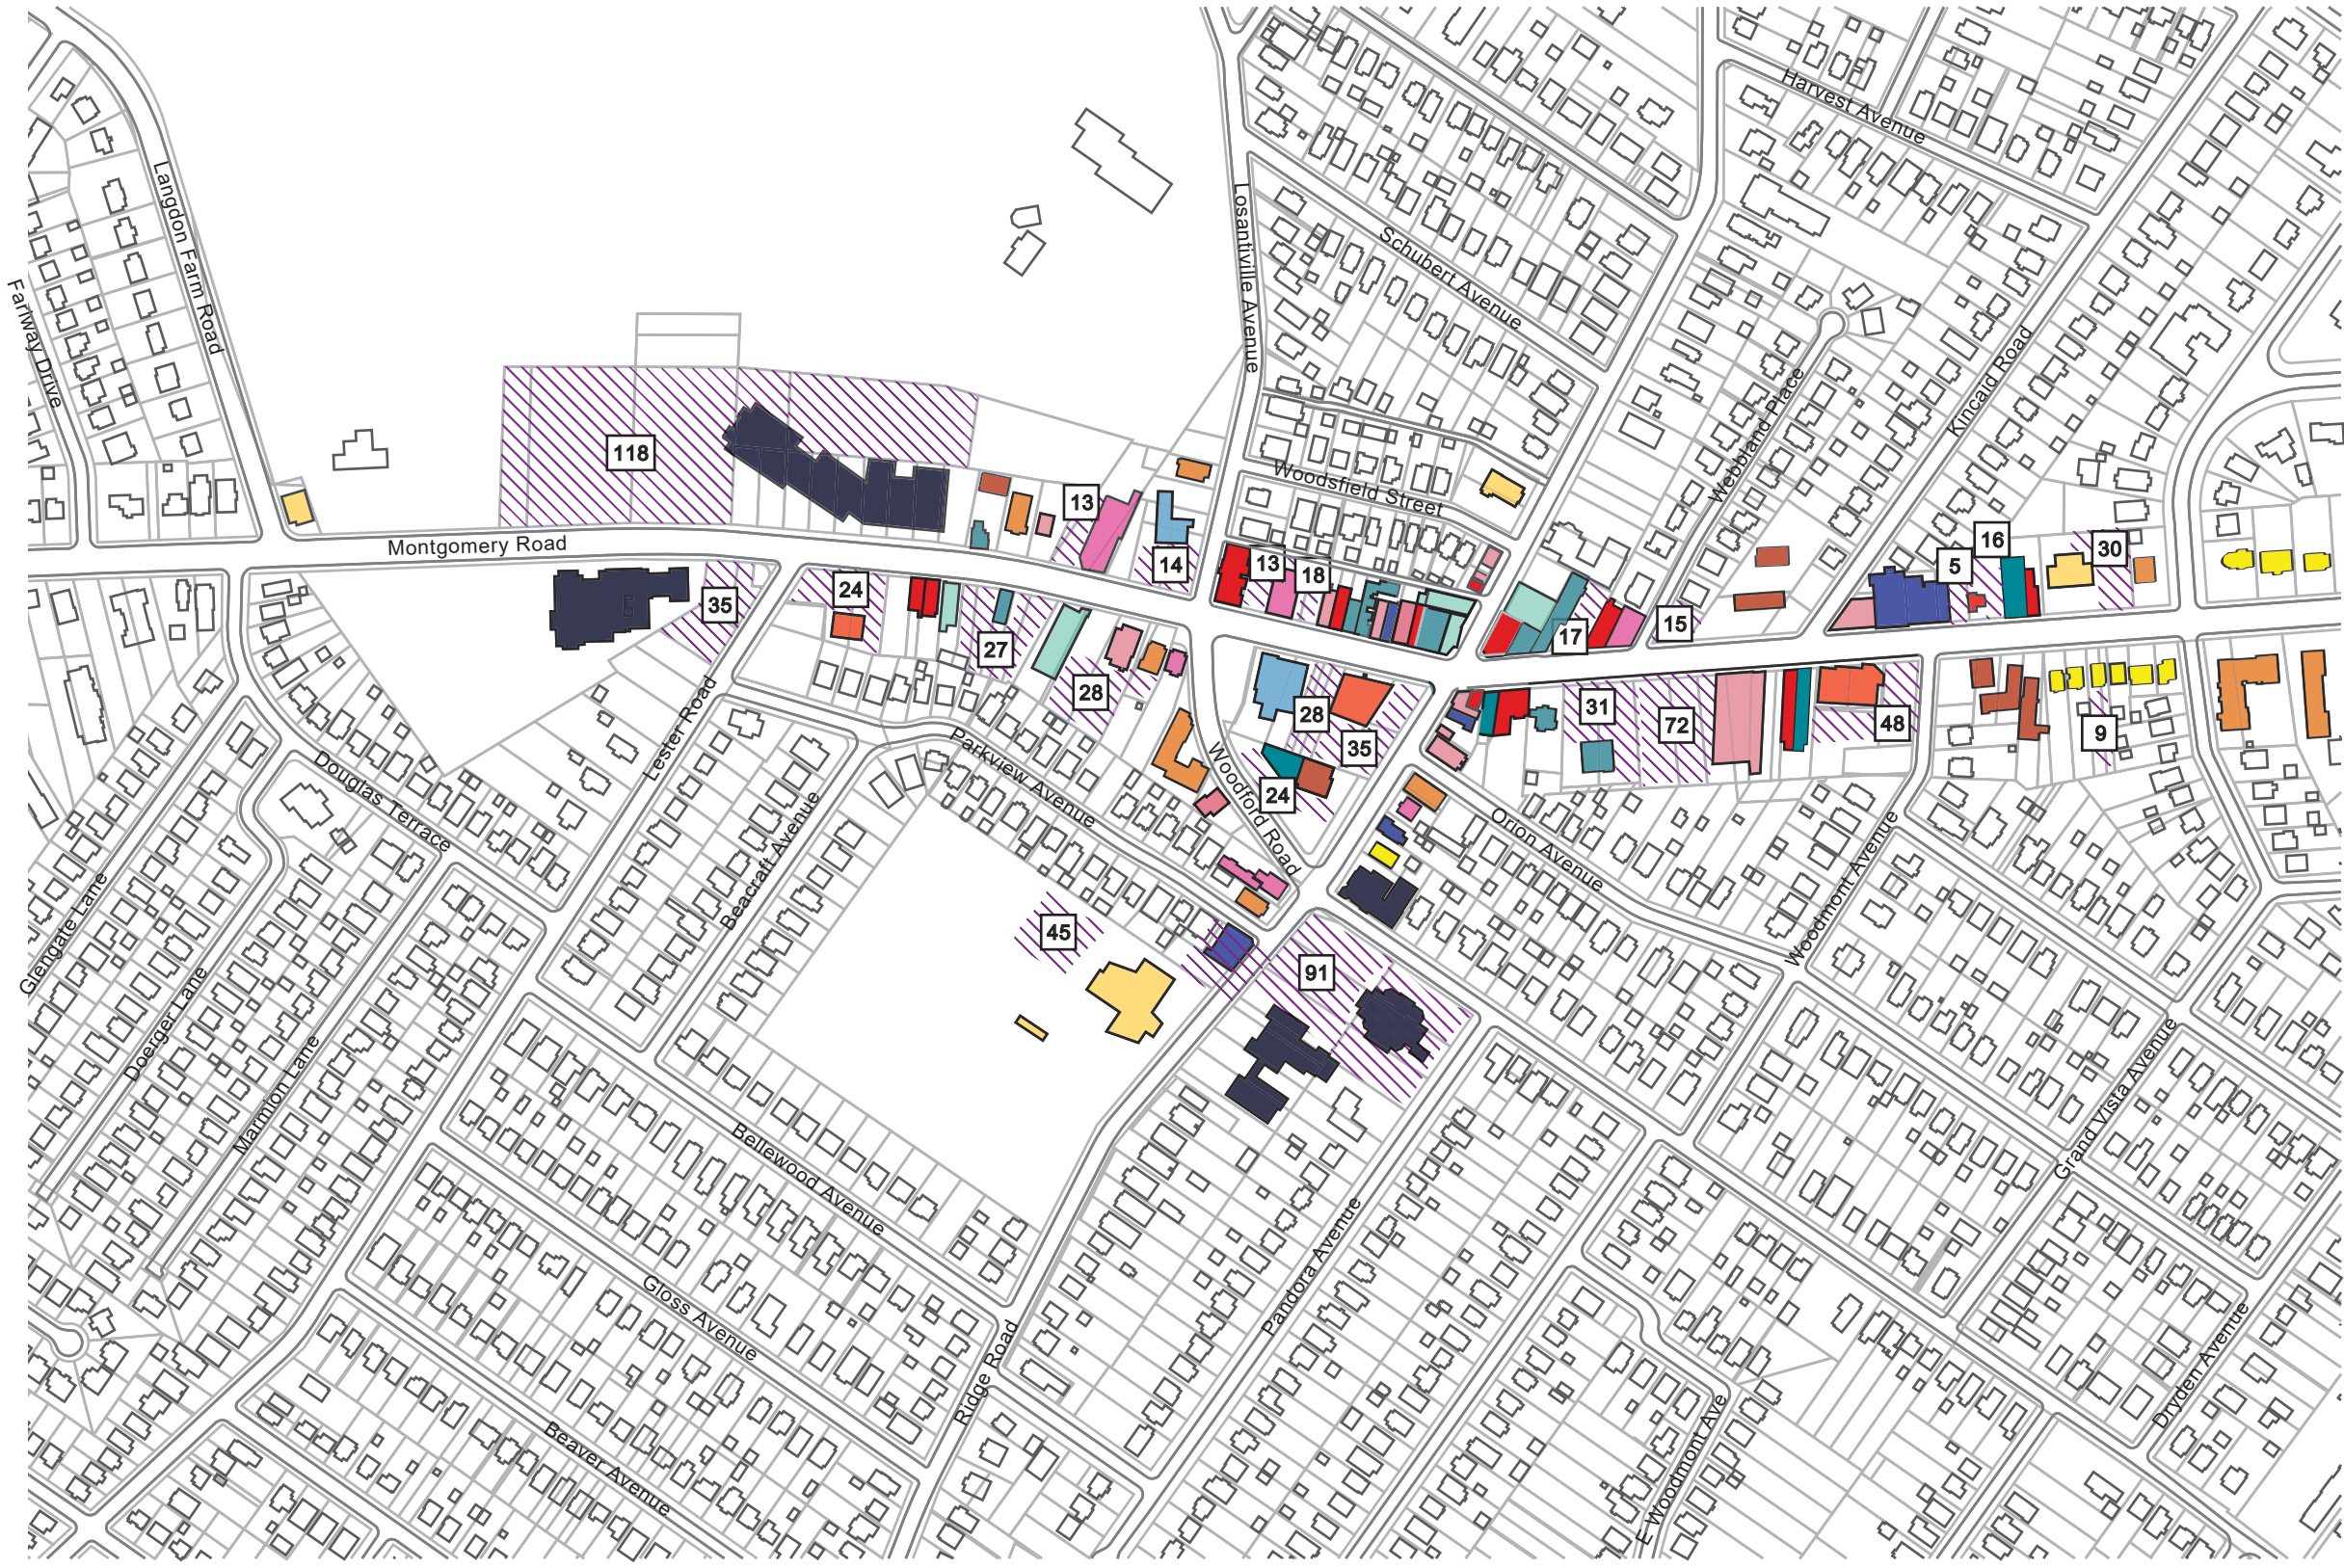 Harvest Avenue
Langdon Farm Road
Losantiville Avenue
Schubert Avenue
Fariway Drive
Kincaid Road
Webbland Place
118
Woodsfield Street
13
Montgomery Road
14
13
18
16
5
30
35
24
27
17
15
28
28
31
72
48
9
35
24
Lester Road
Parkview Avenue
Woodford Road
Douglas Terrace
Orion Avenue
Beacraft Avenue
Woodmont Avenue
Glengate Lane
45
91
Doerger Lane
Marmion Lane
Grand Vista Avenue
Bellewood Avenue
Pandora Avenue
Gloss Avenue
Ridge Road
Dryden Avenue
Beaver Avenue
E Woodmont Ave